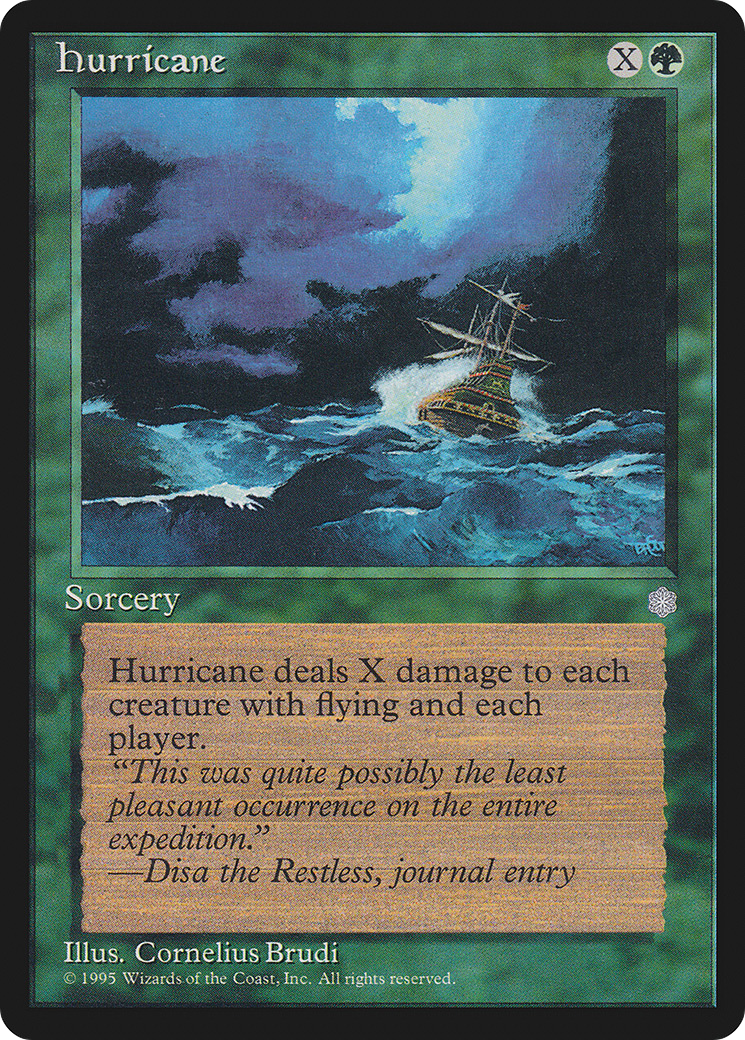 Hurricane
X
Sorcery
Hurricane deals X damage to each
creature with flying and each
player.
“This was quite possibly the least
pleasant occurrence on the entire
expedition.”
—Disa the Restless, journal entry
Illus. Cornelius Brudi
© 1995 Wizards of the Coast, Inc. All rights reserved.